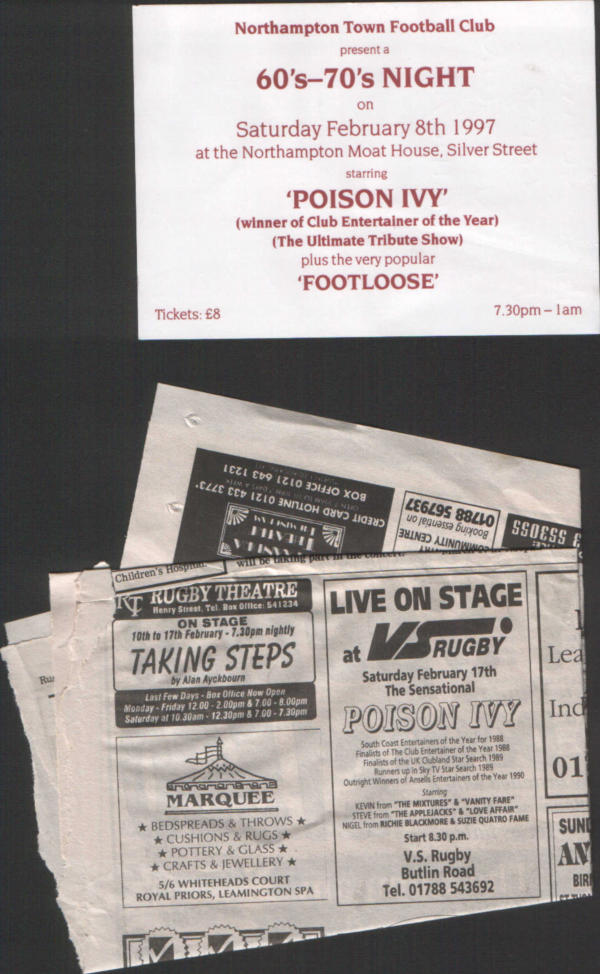 Northampton Town Football Club
present a
60's–70's NIGHT
on
Saturday February 8th 1997
at the Northampton Moat House, Silver Street
starring
'POISON IVY'
(winner of Club Entertainer of the Year)
(The Ultimate Tribute Show)
plus the very popular
'FOOTLOOSE'
Tickets: £8
7.30pm – 1am
BOX OFFICE 0121 643 1231
CREDIT CARD HOTLINE 0121 433 3773*
01788 567937
Booking essential on
COMMUNITY CENTRE
Children's Hospital.
will be taking part in the concert.
RT RUGBY THEATRE
Henry Street, Tel. Box Office: 541234
ON STAGE
10th to 17th February - 7.30pm nightly
TAKING STEPS
by Alan Ayckbourn
Last Few Days - Box Office Now Open
Monday - Friday 12.00 - 2.00pm & 7.00 - 8.00pm
Saturday at 10.30am - 12.30pm & 7.00 - 7.30pm
MARQUEE
★ BEDSPREADS & THROWS ★
★ CUSHIONS & RUGS ★
★ POTTERY & GLASS ★
★ CRAFTS & JEWELLERY ★
5/6 WHITEHEADS COURT
ROYAL PRIORS, LEAMINGTON SPA
LIVE ON STAGE
at VS RUGBY
Saturday February 17th
The Sensational
POISON IVY
South Coast Entertainers of the Year for 1988
Finalists of The Club Entertainer of the Year 1988
Finalists of the UK Clubland Star Search 1989
Runners up in Sky TV Star Search 1989
Outright Winners of Ansells Entertainers of the Year 1990
Starring
KEVIN from "THE MIXTURES" & "VANITY FARE"
STEVE from "THE APPLEJACKS" & "LOVE AFFAIR"
NIGEL from RICHIE BLACKMORE & SUZIE QUATRO FAME
Start 8.30 p.m.
V.S. Rugby
Butlin Road
Tel. 01788 543692
Lea
Ind
01
SUN
AN
BIR